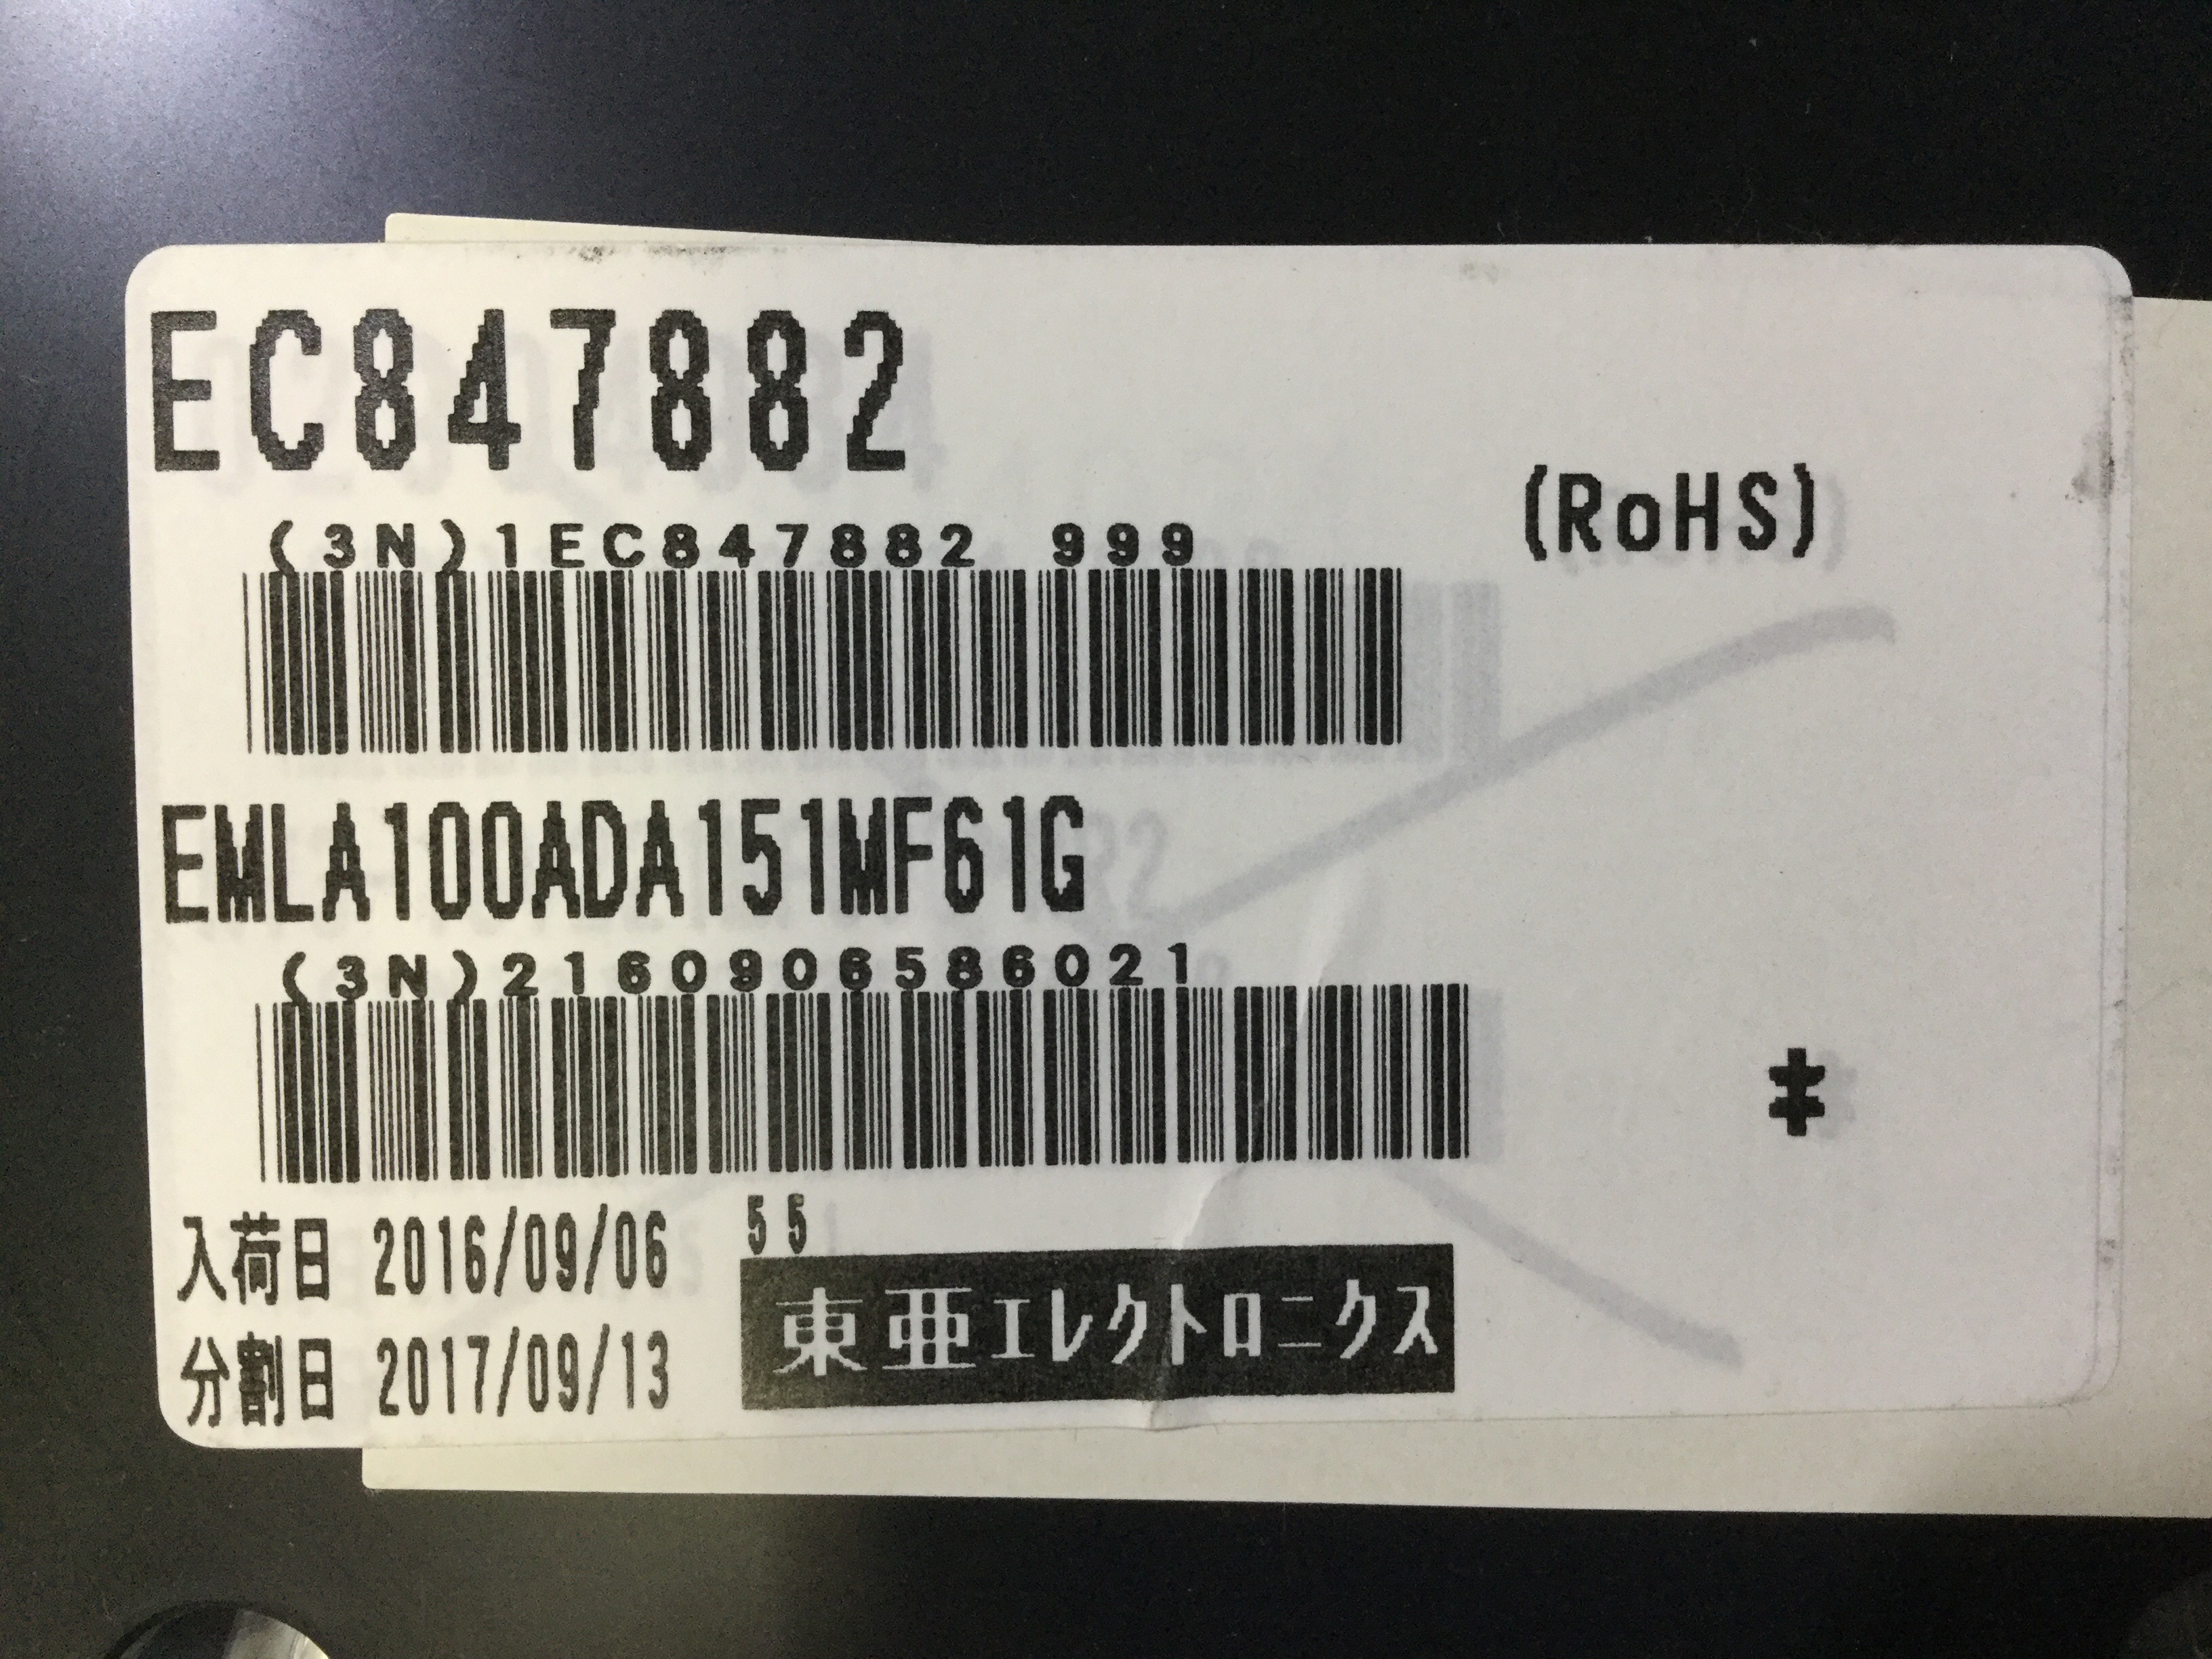 EC847882
(3N)1EC847882 999
(RoHS)
EMLA100ADA151MF61G
(3N)2160906586021
*
入荷日 2016/09/06 55
分割日 2017/09/13
東亜エレクトロニクス